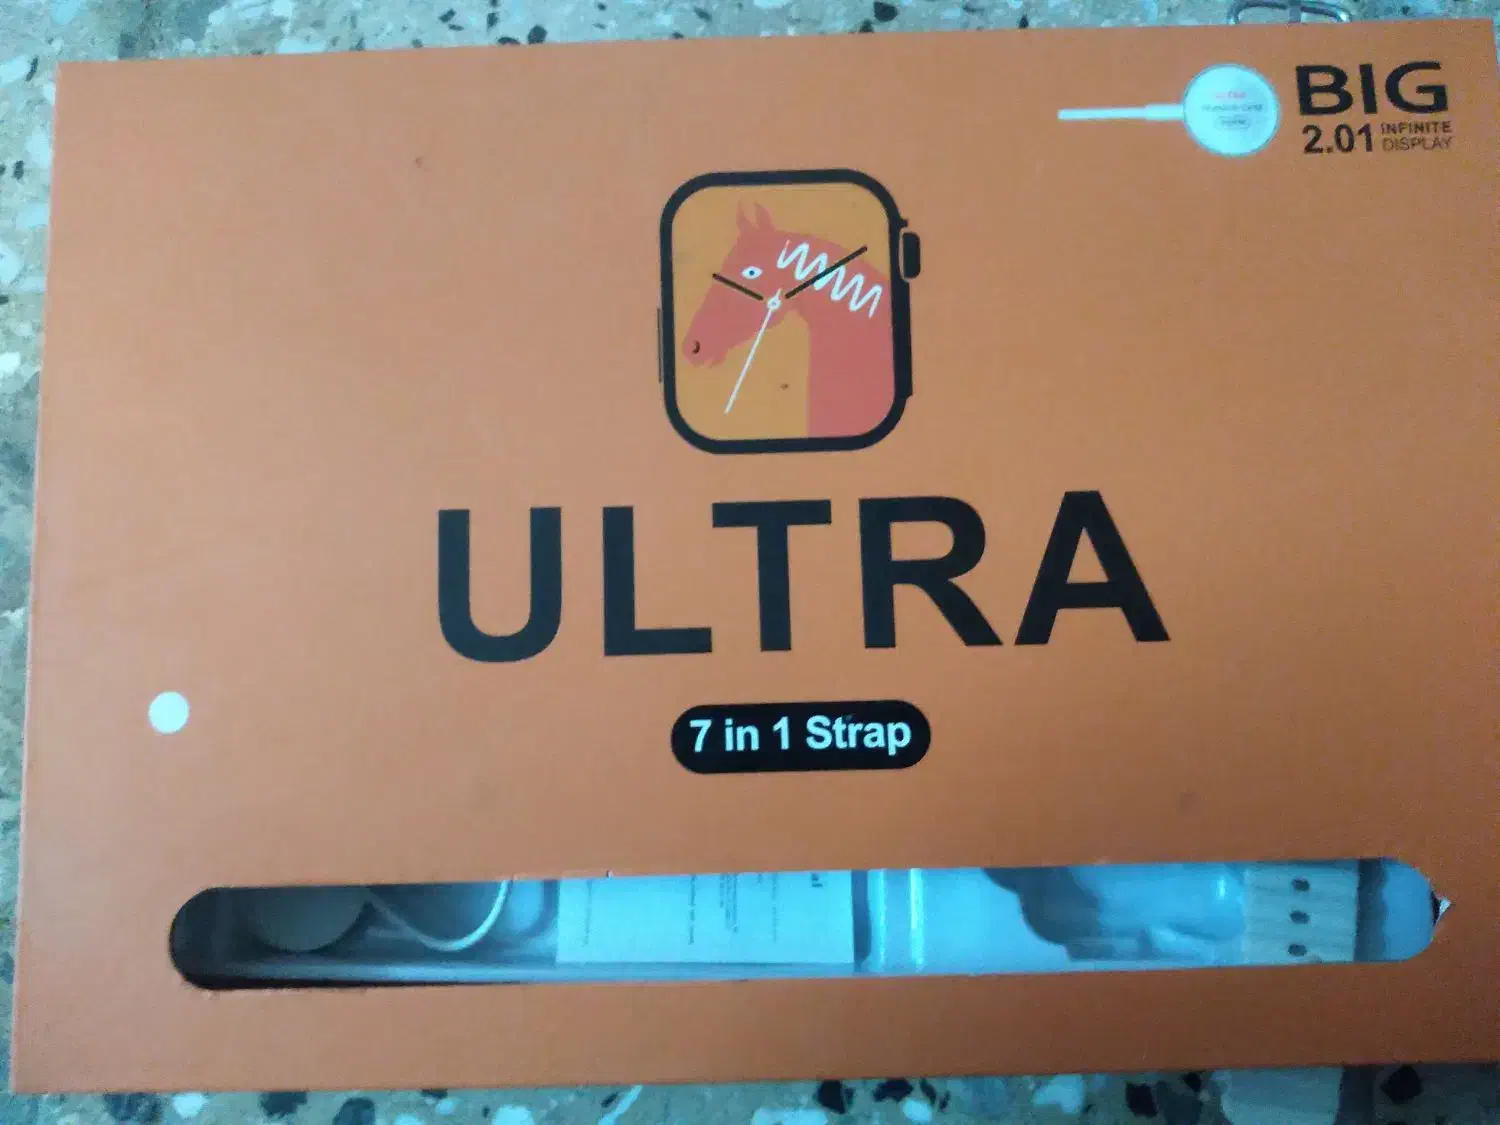 BIG
2.01 INFINITE
DISPLAY
ULTRA
7 in 1 Strap